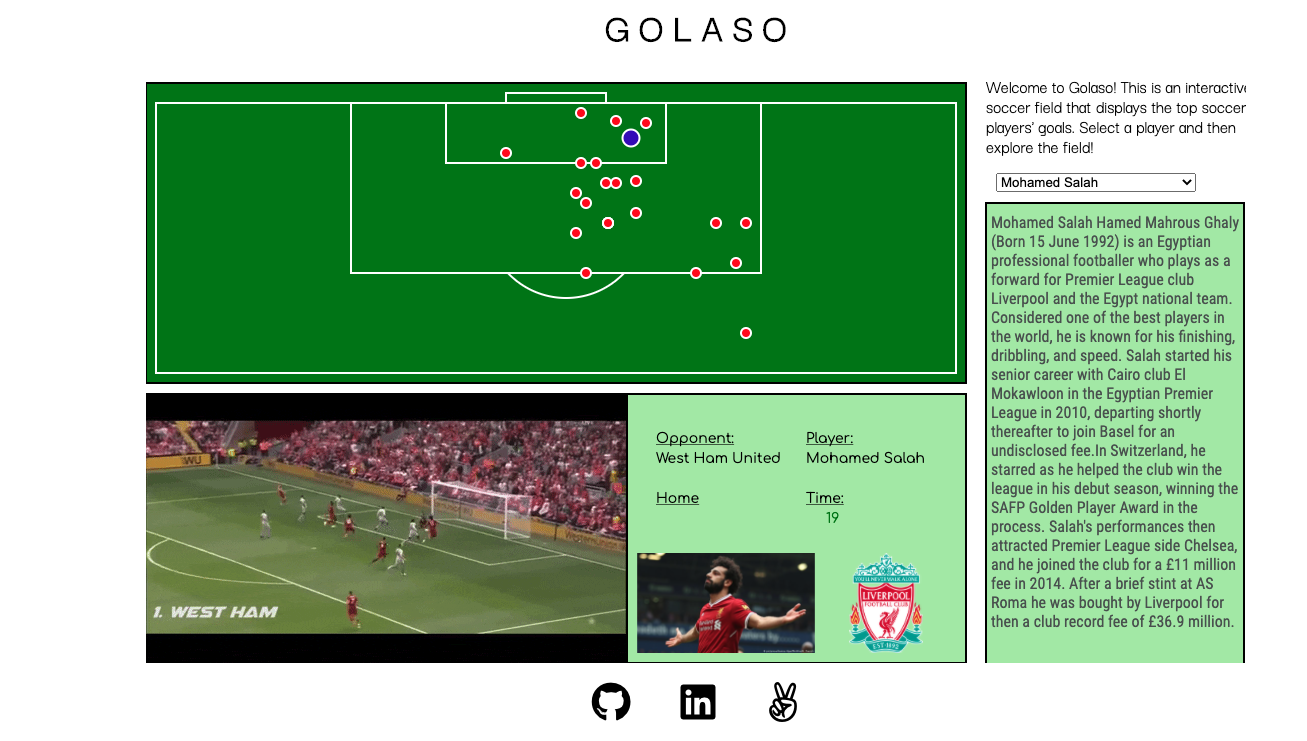 GOLASO
Welcome to Golaso! This is an interactive
soccer field that displays the top soccer
players' goals. Select a player and then
explore the field!
Mohamed Salah
Mohamed Salah Hamed Mahrous Ghaly
(Born 15 June 1992) is an Egyptian
professional footballer who plays as a
forward for Premier League club
Liverpool and the Egypt national team.
Considered one of the best players in
the world, he is known for his finishing,
dribbling, and speed. Salah started his
senior career with Cairo club El
Mokawloon in the Egyptian Premier
League in 2010, departing shortly
thereafter to join Basel for an
undisclosed fee.In Switzerland, he
starred as he helped the club win the
league in his debut season, winning the
SAFP Golden Player Award in the
process. Salah's performances then
attracted Premier League side Chelsea,
and he joined the club for a £11 million
fee in 2014. After a brief stint at AS
Roma he was bought by Liverpool for
then a club record fee of £36.9 million.
1. WEST HAM
Opponent:
West Ham United
Player:
Mohamed Salah
Home
Time:
19
YOU'LL NEVER WALK ALONE
LIVERPOOL
FOOTBALL CLUB
EST·1892
in